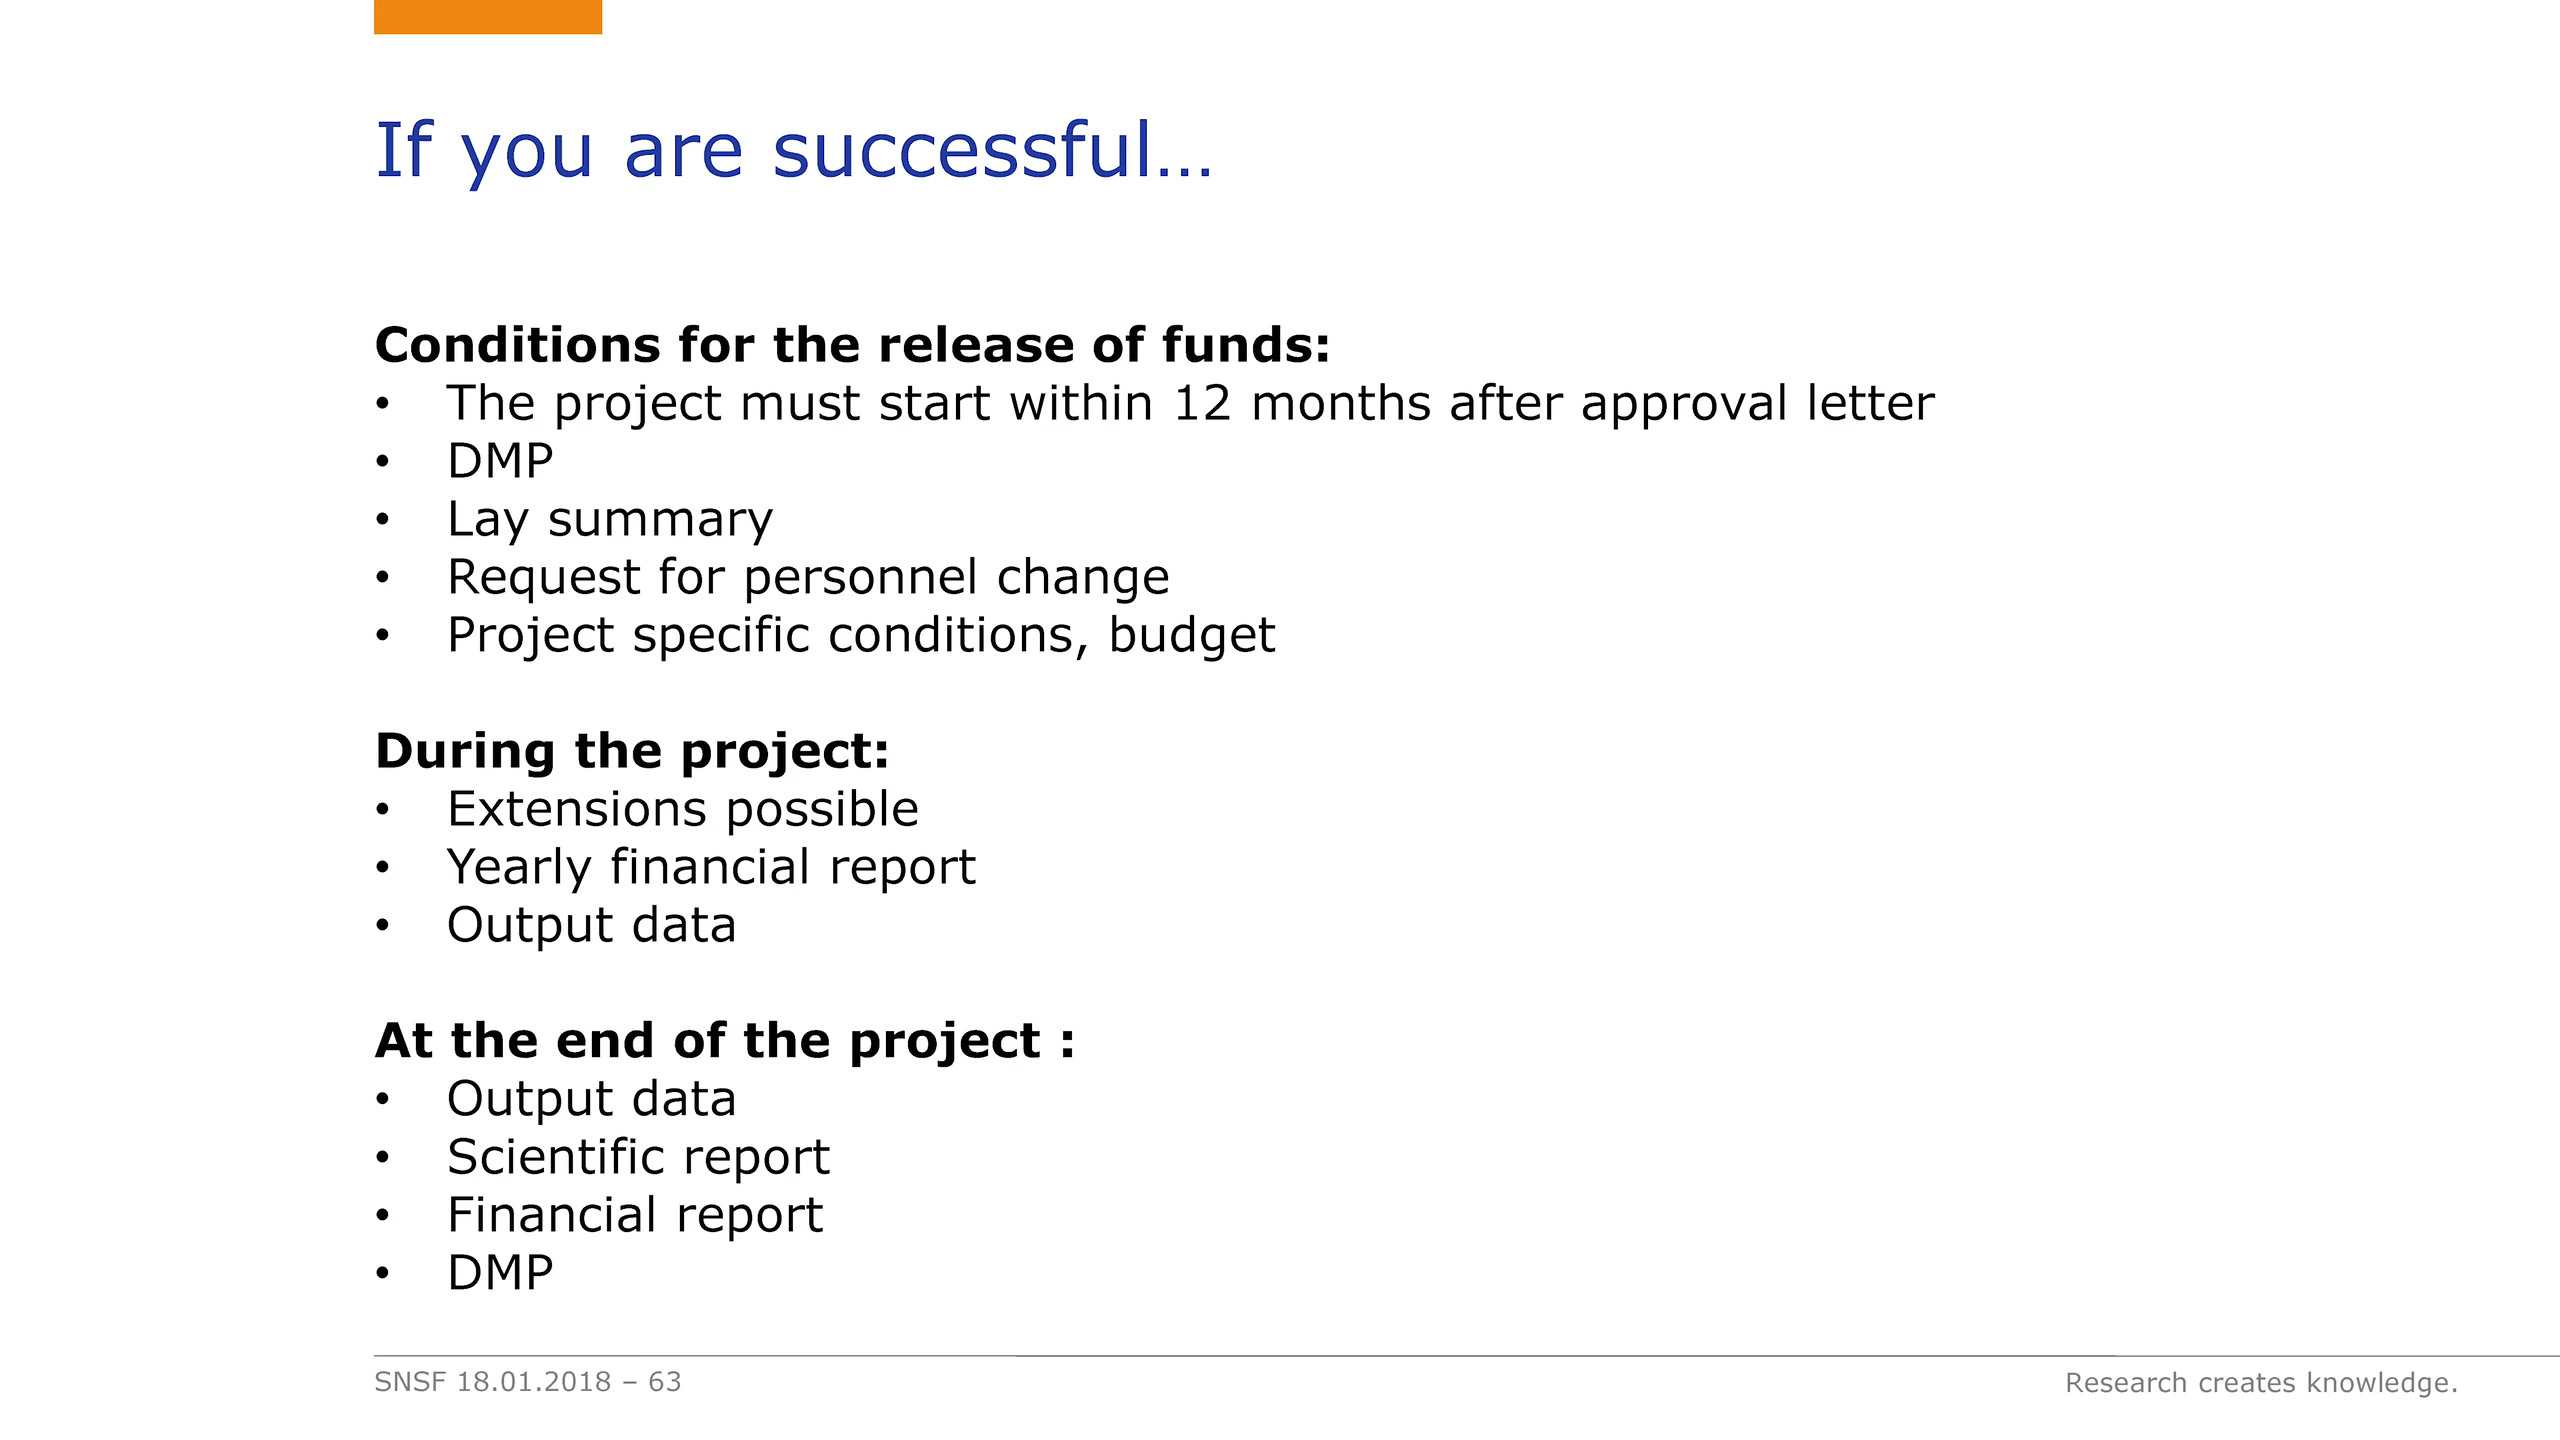 If you are successful…
Conditions for the release of funds:
• The project must start within 12 months after approval letter
• DMP
• Lay summary
• Request for personnel change
• Project specific conditions, budget
During the project:
• Extensions possible
• Yearly financial report
• Output data
At the end of the project :
• Output data
• Scientific report
• Financial report
• DMP
SNSF 18.01.2018 – 63
Research creates knowledge.